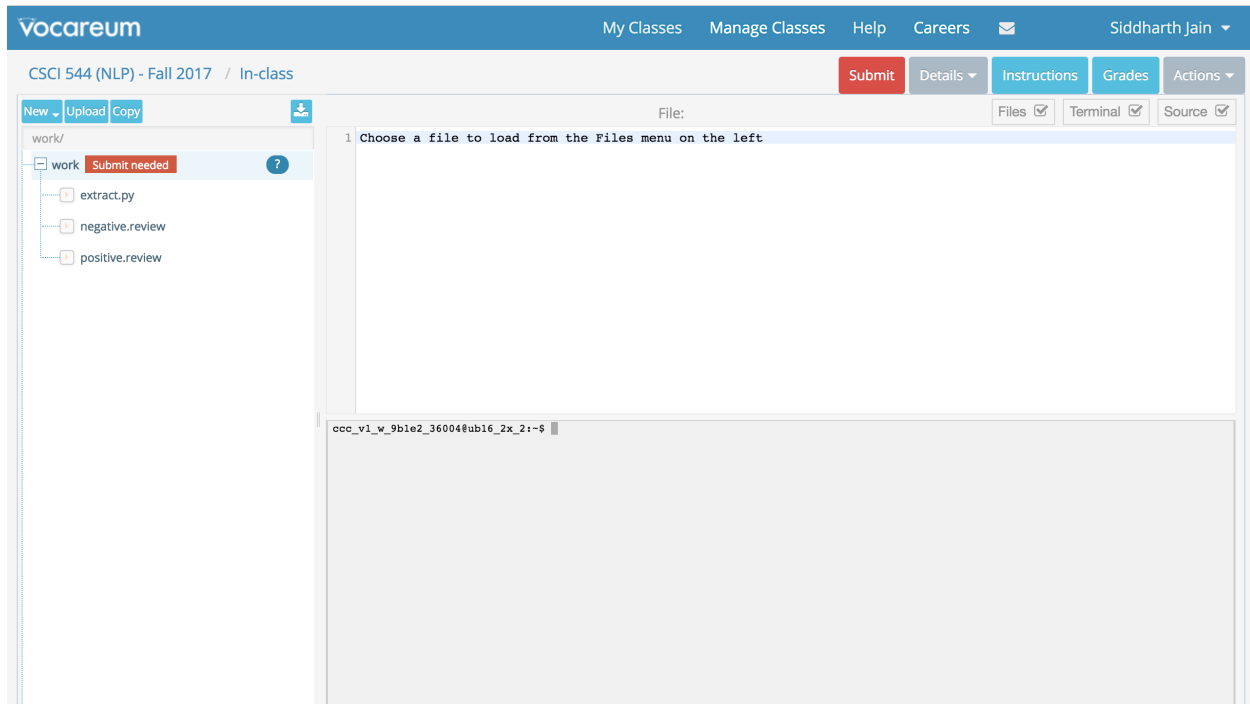 Vocareum My Classes Manage Classes Help Careers Siddharth Jain
CSCI 544 (NLP) - Fall 2017 / In-class Submit Details Instructions Grades Actions
New Upload Copy File: Files Terminal Source
work/
1 Choose a file to load from the Files menu on the left
work Submit needed ?
extract.py
negative.review
positive.review
ccc_v1_w_9b1e2_36004@ub16_2x_2:~$